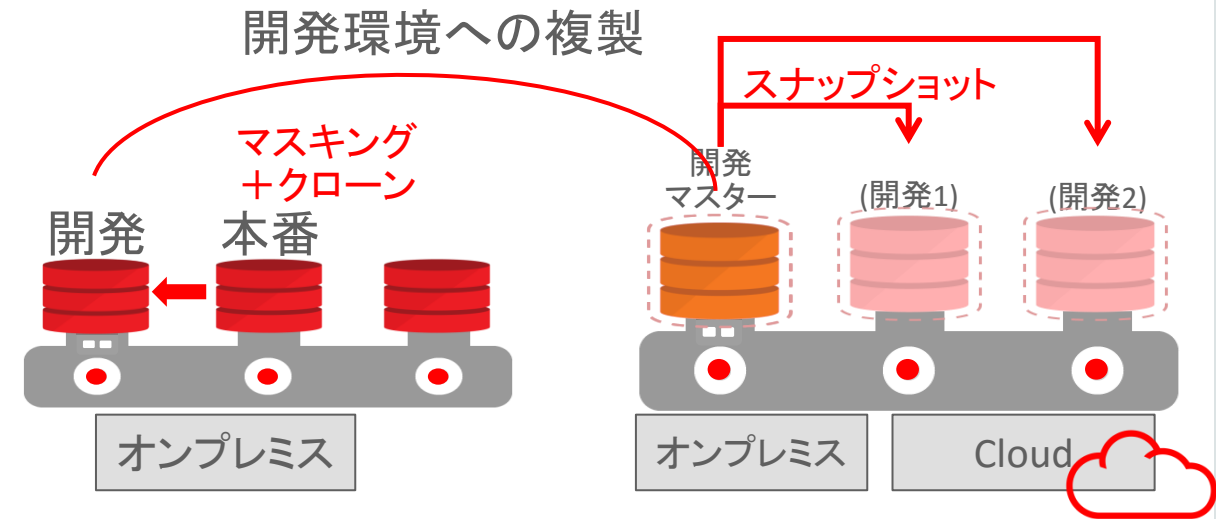 開発環境への複製
マスキング
＋クローン
開発
本番
オンプレミス
スナップショット
開発
マスター
(開発1)
(開発2)
オンプレミス
Cloud